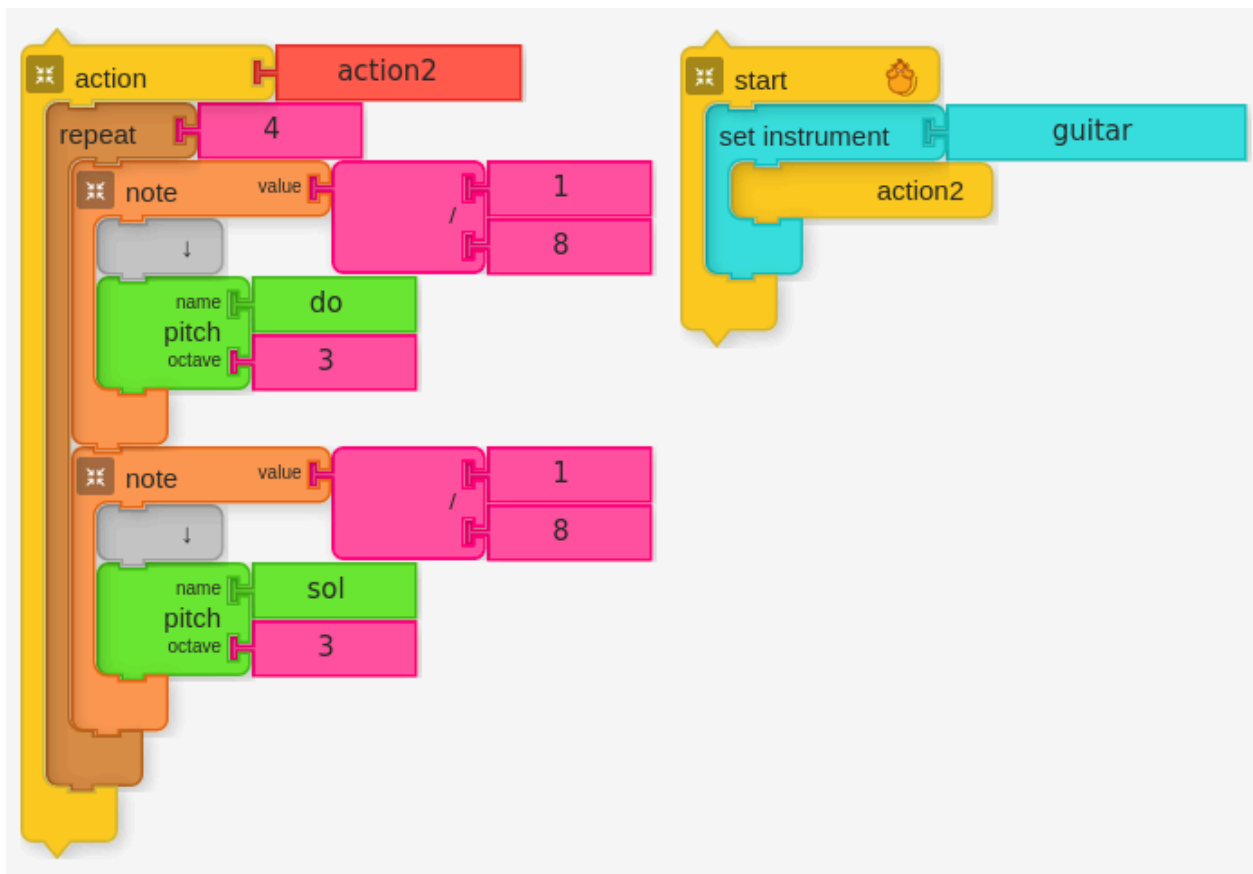 action action2
repeat 4
note value 1
/
8
↓
name do
pitch
octave 3
note value 1
/
8
↓
name sol
pitch
octave 3
start
set instrument guitar
action2